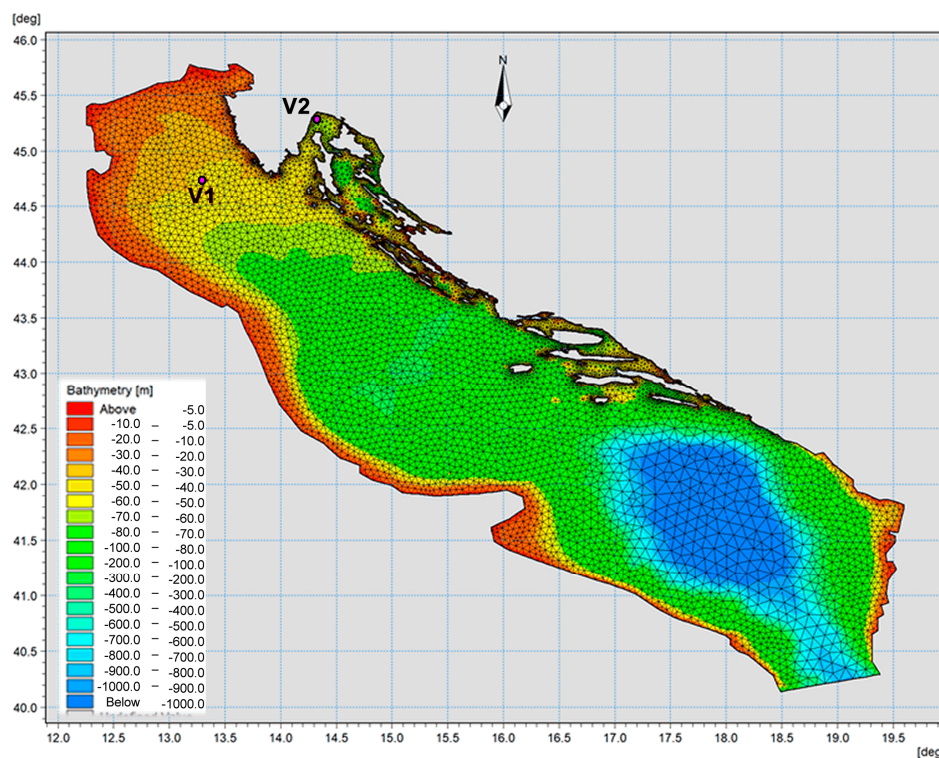 [deg]
46.0
45.5
45.0
44.5
44.0
43.5
43.0
42.5
42.0
41.5
41.0
40.5
40.0
N
V2
V1
Bathymetry [m]
Above -5.0
-10.0 – -5.0
-20.0 – -10.0
-30.0 – -20.0
-40.0 – -30.0
-50.0 – -40.0
-60.0 – -50.0
-70.0 – -60.0
-80.0 – -70.0
-100.0 – -80.0
-200.0 – -100.0
-300.0 – -200.0
-400.0 – -300.0
-500.0 – -400.0
-600.0 – -500.0
-700.0 – -600.0
-800.0 – -700.0
-900.0 – -800.0
-1000.0 – -900.0
Below -1000.0
12.0 12.5 13.0 13.5 14.0 14.5 15.0 15.5 16.0 16.5 17.0 17.5 18.0 18.5 19.0 19.5
[deg